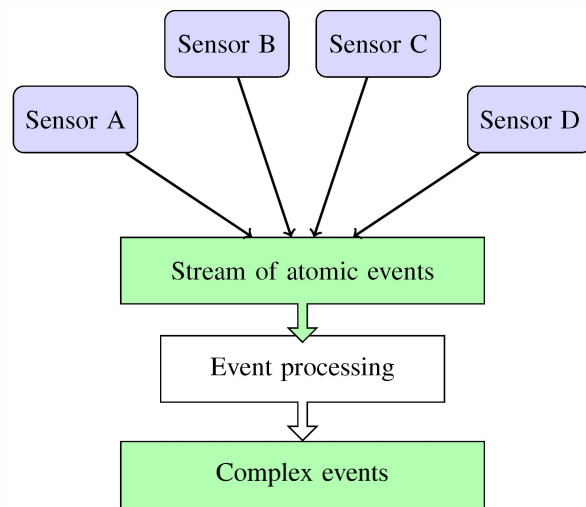 Sensor B
Sensor C
Sensor A
Sensor D
Stream of atomic events
Event processing
Complex events